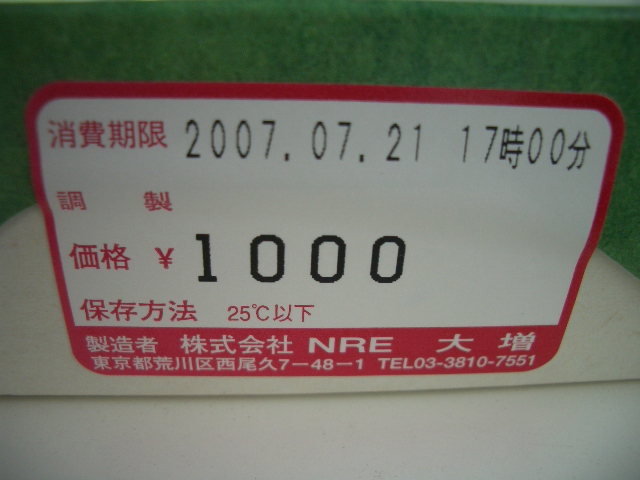 消費期限 2007.07.21 17時00分
調製
価格 ¥ 1000
保存方法 25℃以下
製造者 株式会社 NRE 大増
東京都荒川区西尾久7-48-1 TEL03-3810-7551